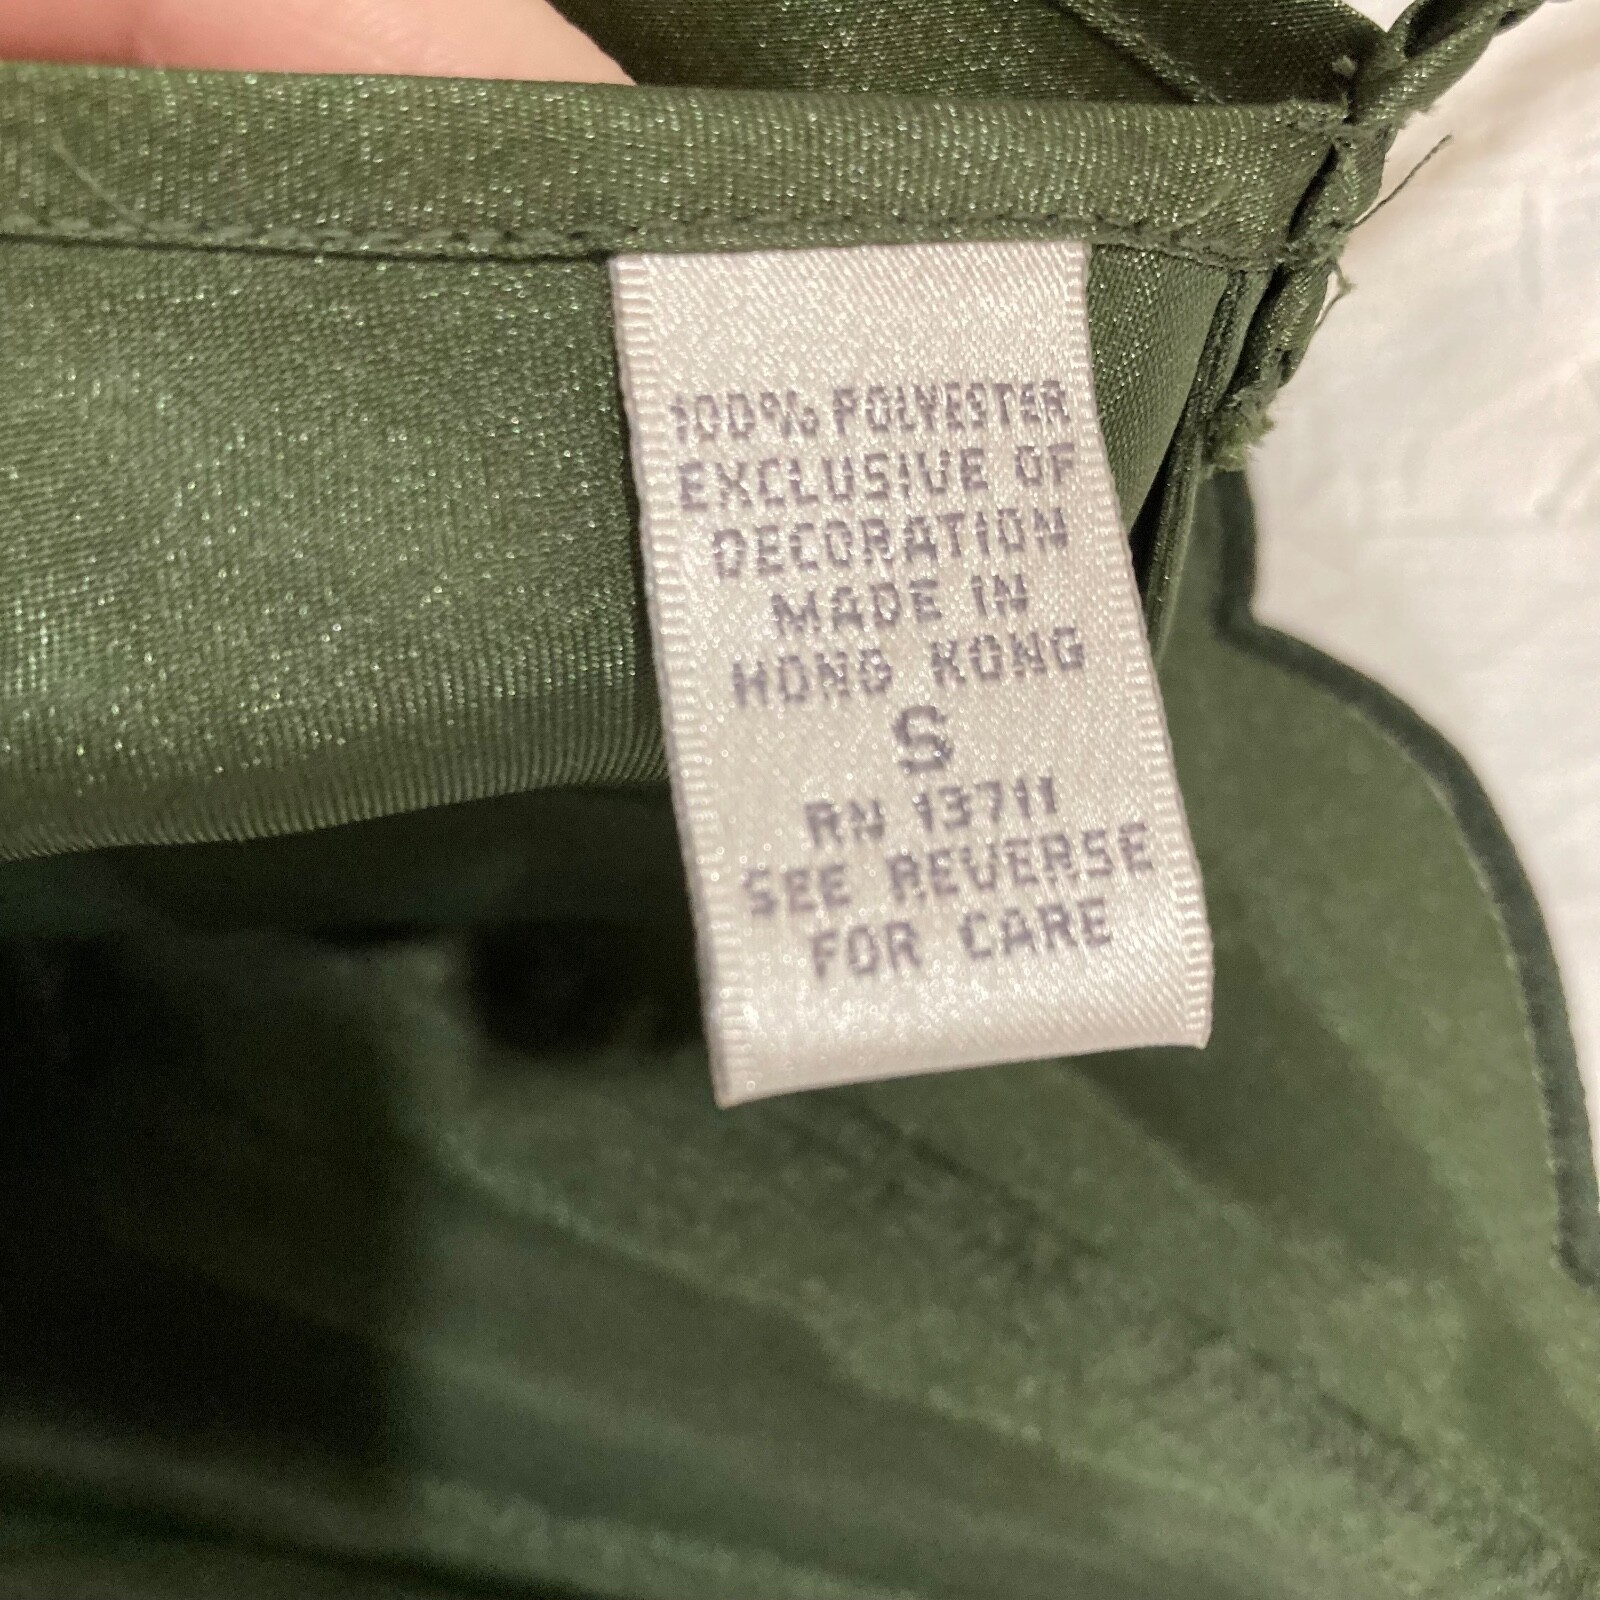 100% POLYESTER
EXCLUSIVE OF
DECORATION
MADE IN
HONG KONG
S
RN 13711
SEE REVERSE
FOR CARE